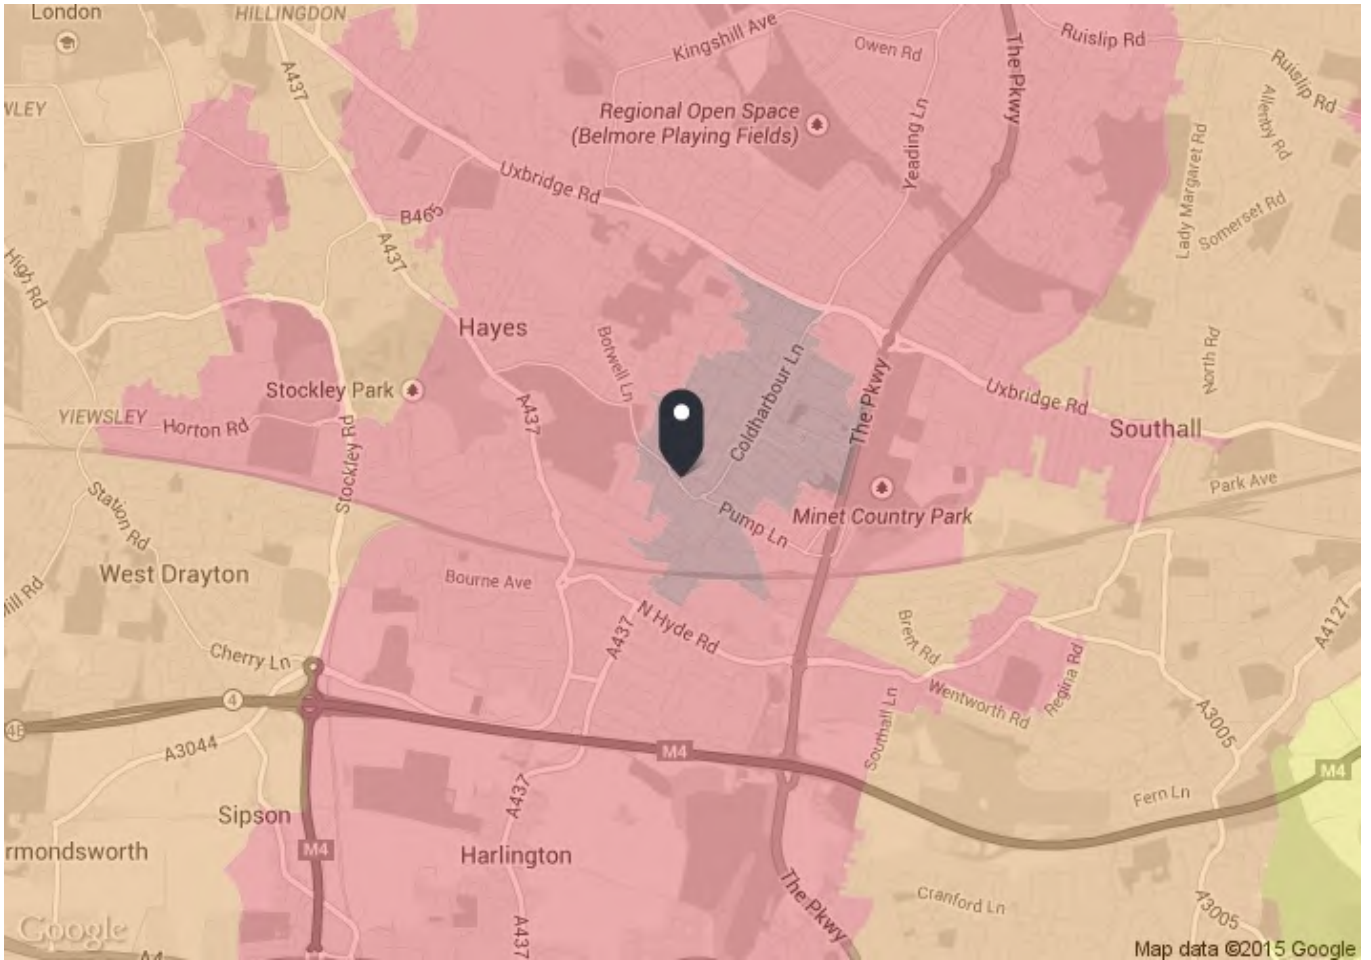 London
HILLINGDON
Kingshill Ave
Owen Rd
The Pkwy
Ruislip Rd
Ruislip Rd
A437
WLEY
Regional Open Space
(Belmore Playing Fields)
Yeading Ln
Allenby Rd
Lady Margaret Rd
Somerset Rd
Uxbridge Rd
B465
A437
High Rd
Hayes
Botwell Ln
Coldharbour Ln
North Rd
Stockley Park
The Pkwy
Uxbridge Rd
YIEWSLEY
Horton Rd
A437
Southall
Stockley Rd
Park Ave
Station Rd
Pump Ln
Minet Country Park
West Drayton
Bourne Ave
Hill Rd
N Hyde Rd
A437
Brent Rd
A4127
Cherry Ln
Regina Rd
Wentworth Rd
Southall Ln
4
A3005
A3044
M4
M4
Fern Ln
A437
Sipson
M4
rmondsworth
Harlington
The Pkwy
Cranford Ln
A3005
A437
Google
A4
Map data ©2015 Google